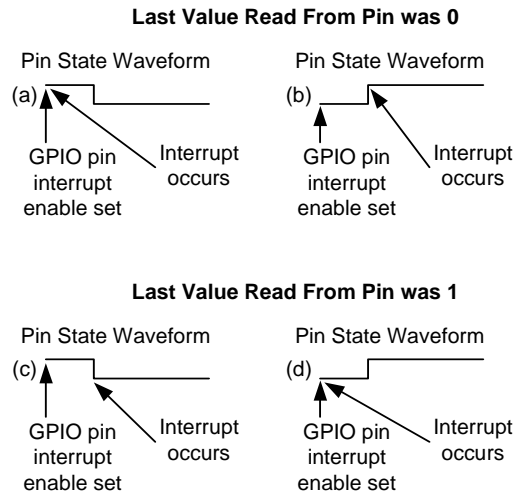 Last Value Read From Pin was 0
Pin State Waveform
(a)
GPIO pin
interrupt
enable set
Interrupt
occurs
Pin State Waveform
(b)
GPIO pin
interrupt
enable set
Interrupt
occurs
Last Value Read From Pin was 1
Pin State Waveform
(c)
GPIO pin
interrupt
enable set
Interrupt
occurs
Pin State Waveform
(d)
GPIO pin
interrupt
enable set
Interrupt
occurs